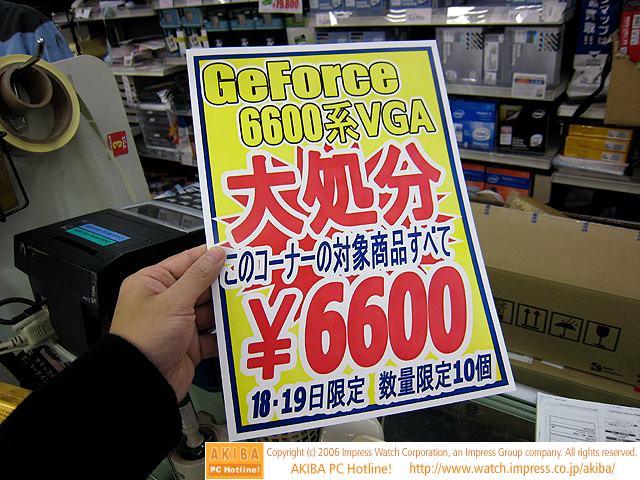 ¥79,800
GeForce
6600系VGA
大処分
このコーナーの対象商品すべて
¥6600
18・19日限定 数量限定10個
AKIBA
PC Hotline!
Copyright (c) 2006 Impress Watch Corporation, an Impress Group company. All rights reserved.
AKIBA PC Hotline! http://www.watch.impress.co.jp/akiba/